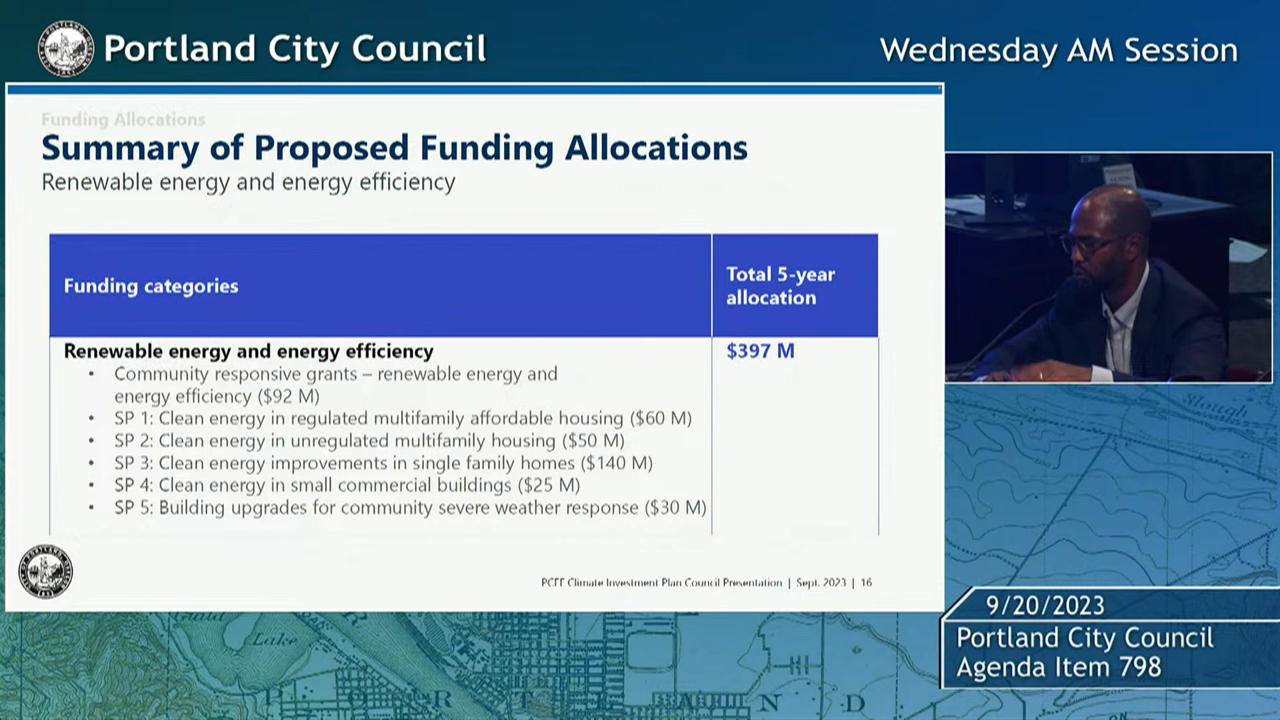 Portland City Council
Wednesday AM Session
Funding Allocations
Summary of Proposed Funding Allocations
Renewable energy and energy efficiency
Funding categories
Total 5-year
allocation
Renewable energy and energy efficiency
$397 M
• Community responsive grants – renewable energy and
energy efficiency ($92 M)
• SP 1: Clean energy in regulated multifamily affordable housing ($60 M)
• SP 2: Clean energy in unregulated multifamily housing ($50 M)
• SP 3: Clean energy improvements in single family homes ($140 M)
• SP 4: Clean energy in small commercial buildings ($25 M)
• SP 5: Building upgrades for community severe weather response ($30 M)
PCEF Climate Investment Plan Council Presentation | Sept. 2023 | 16
Slough
9/20/2023
Portland City Council
Agenda Item 798
Guild
Lake
R T L A N D
ON